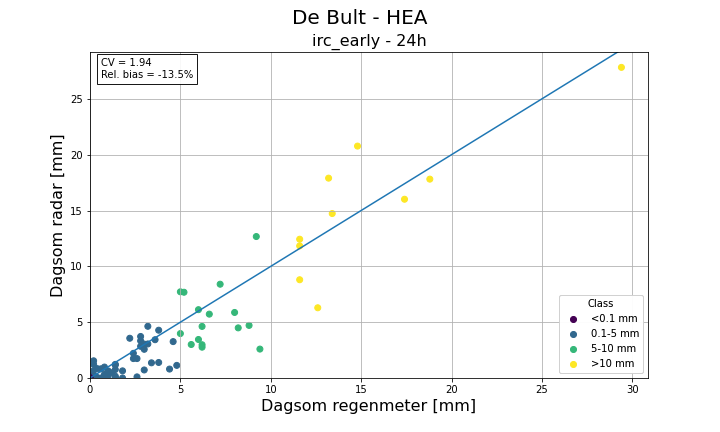 De Bult - HEA
irc_early - 24h
CV = 1.94
Rel. bias = -13.5%
Dagsom radar [mm]
25
20
15
10
5
0
0 5 10 15 20 25 30
Dagsom regenmeter [mm]
Class
<0.1 mm
0.1-5 mm
5-10 mm
>10 mm